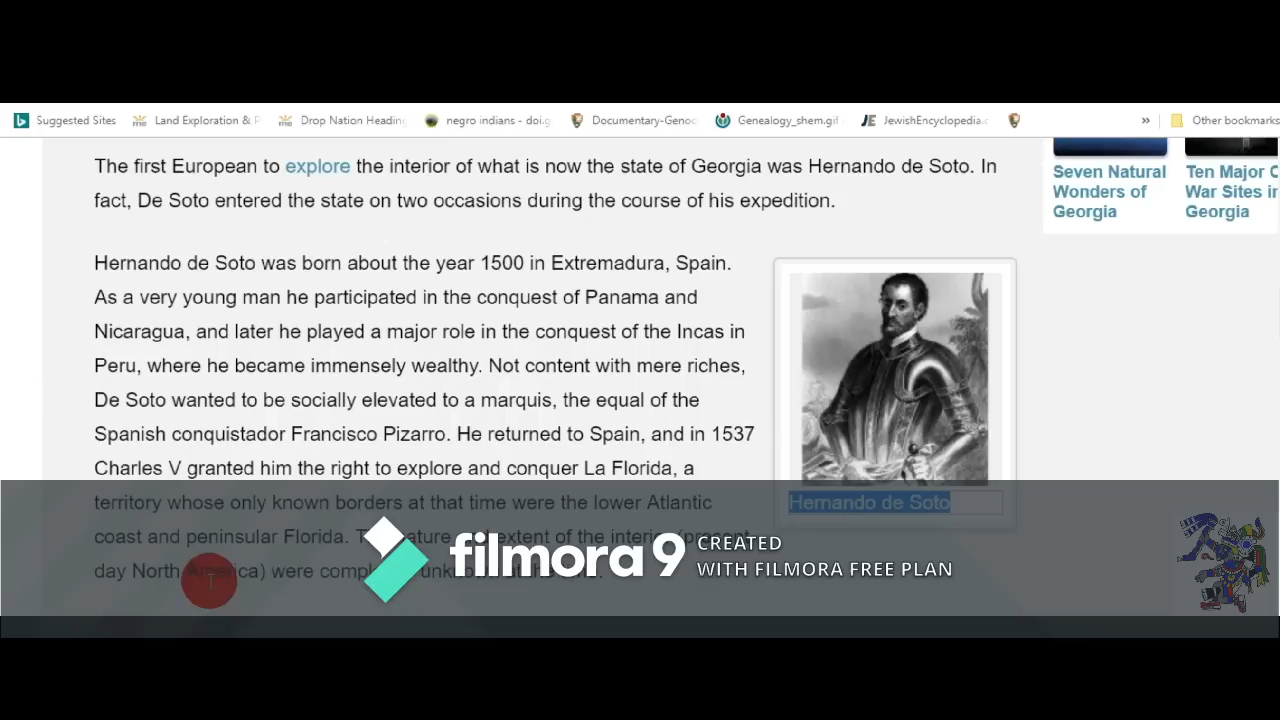 Suggested Sites Land Exploration & Drop Nation Heading negro indians - doi.g Documentary-Genoc Genealogy_shem.gif JewishEncyclopedia.c » Other bookmarks
The first European to explore the interior of what is now the state of Georgia was Hernando de Soto. In
fact, De Soto entered the state on two occasions during the course of his expedition.
Hernando de Soto was born about the year 1500 in Extremadura, Spain.
As a very young man he participated in the conquest of Panama and
Nicaragua, and later he played a major role in the conquest of the Incas in
Peru, where he became immensely wealthy. Not content with mere riches,
De Soto wanted to be socially elevated to a marquis, the equal of the
Spanish conquistador Francisco Pizarro. He returned to Spain, and in 1537
Charles V granted him the right to explore and conquer La Florida, a
territory whose only known borders at that time were the lower Atlantic
coast and peninsular Florida. extent of the
day North America) were
Hernando de Soto
Seven Natural
Wonders of
Georgia
Ten Major
War Sites in
Georgia
filmora9
CREATED
WITH FILMORA FREE PLAN